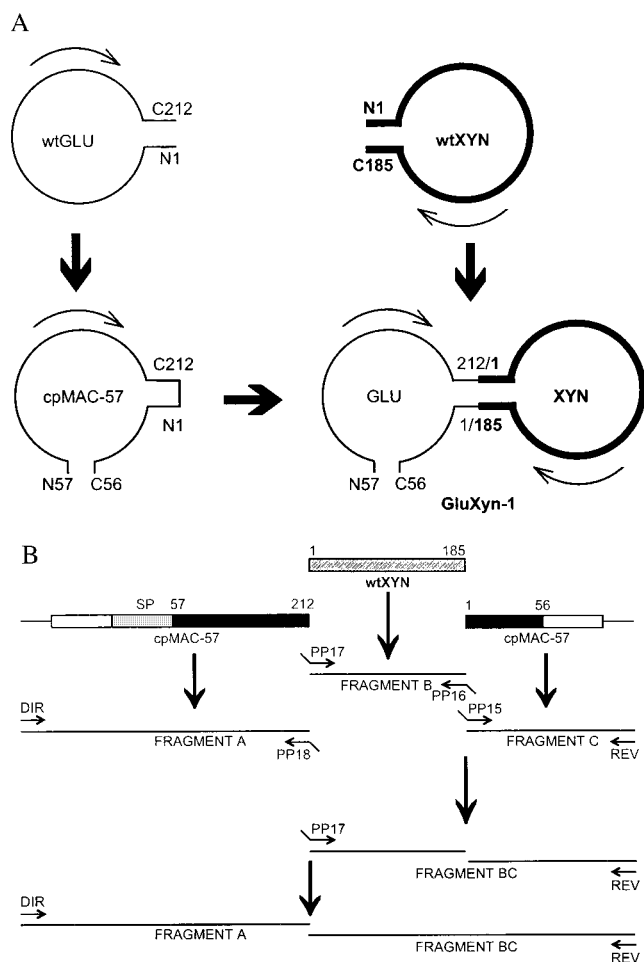 A
C212
wtGLU
N1
N1
wtXYN
C185
C212
cpMAC-57
N1
N57 C56
212/1
GLU
XYN
1/185
N57 C56
GluXyn-1
B
1 185
wtXYN
SP 57 212
cpMAC-57
1 56
cpMAC-57
PP17
FRAGMENT B
PP16
PP15
DIR
FRAGMENT A
PP18
FRAGMENT C
REV
PP17
FRAGMENT BC
REV
DIR
FRAGMENT A
FRAGMENT BC
REV